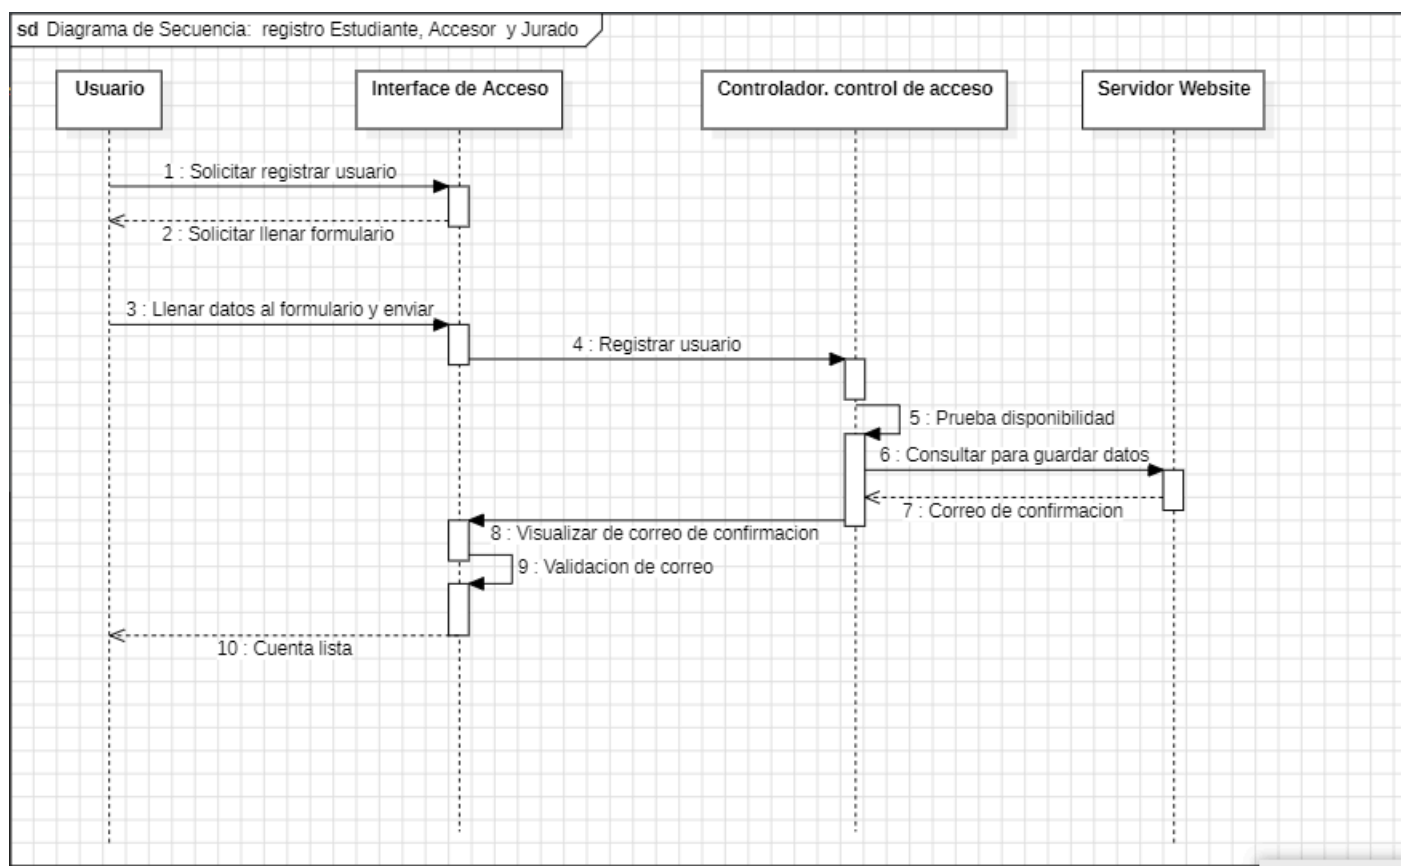 sd Diagrama de Secuencia: registro Estudiante, Accesor y Jurado
Usuario
Interface de Acceso
Controlador. control de acceso
Servidor Website
1 : Solicitar registrar usuario
2 : Solicitar llenar formulario
3 : Llenar datos al formulario y enviar
4 : Registrar usuario
5 : Prueba disponibilidad
6 : Consultar para guardar datos
7 : Correo de confirmacion
8 : Visualizar de correo de confirmacion
9 : Validacion de correo
10 : Cuenta lista